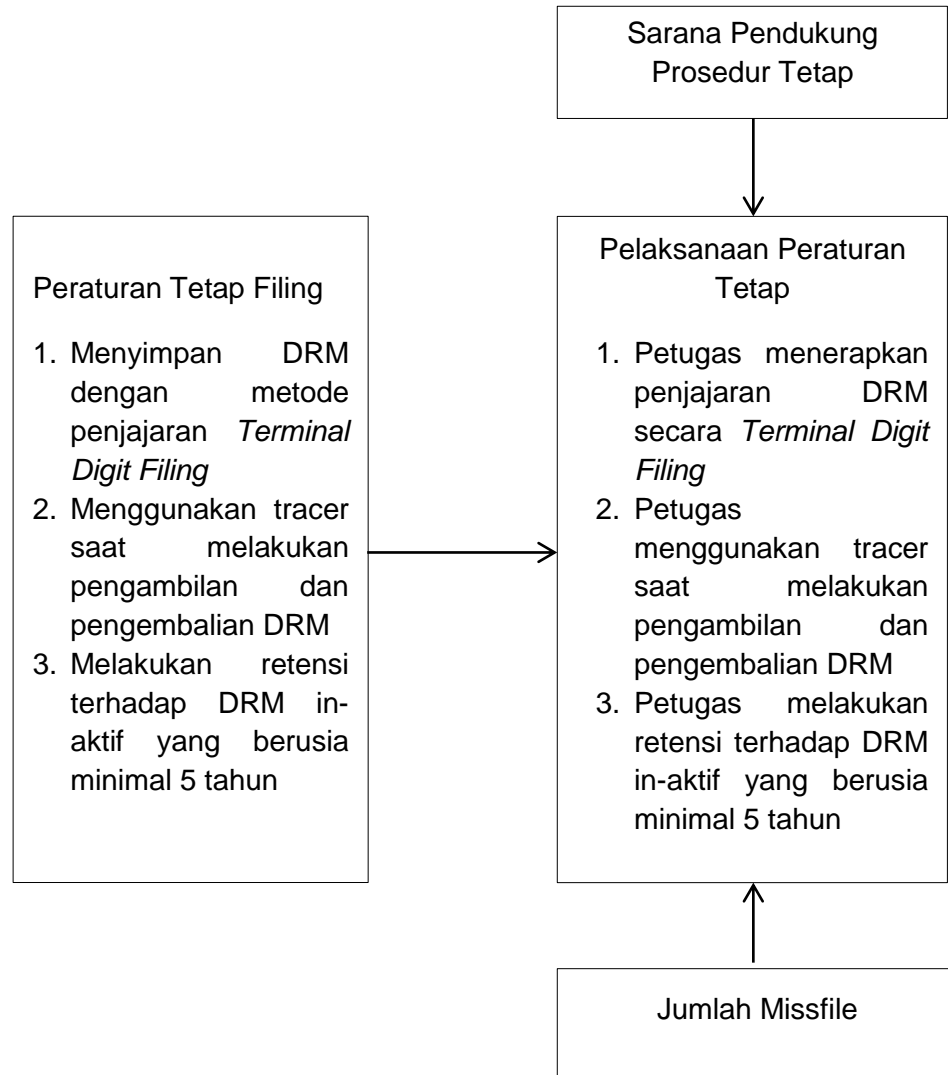 Sarana Pendukung
Prosedur Tetap
Peraturan Tetap Filing
1. Menyimpan DRM
dengan metode
penjajaran Terminal
Digit Filing
2. Menggunakan tracer
saat melakukan
pengambilan dan
pengembalian DRM
3. Melakukan retensi
terhadap DRM in-
aktif yang berusia
minimal 5 tahun
Pelaksanaan Peraturan
Tetap
1. Petugas menerapkan
penjajaran DRM
secara Terminal Digit
Filing
2. Petugas
menggunakan tracer
saat melakukan
pengambilan dan
pengembalian DRM
3. Petugas melakukan
retensi terhadap DRM
in-aktif yang berusia
minimal 5 tahun
Jumlah Missfile